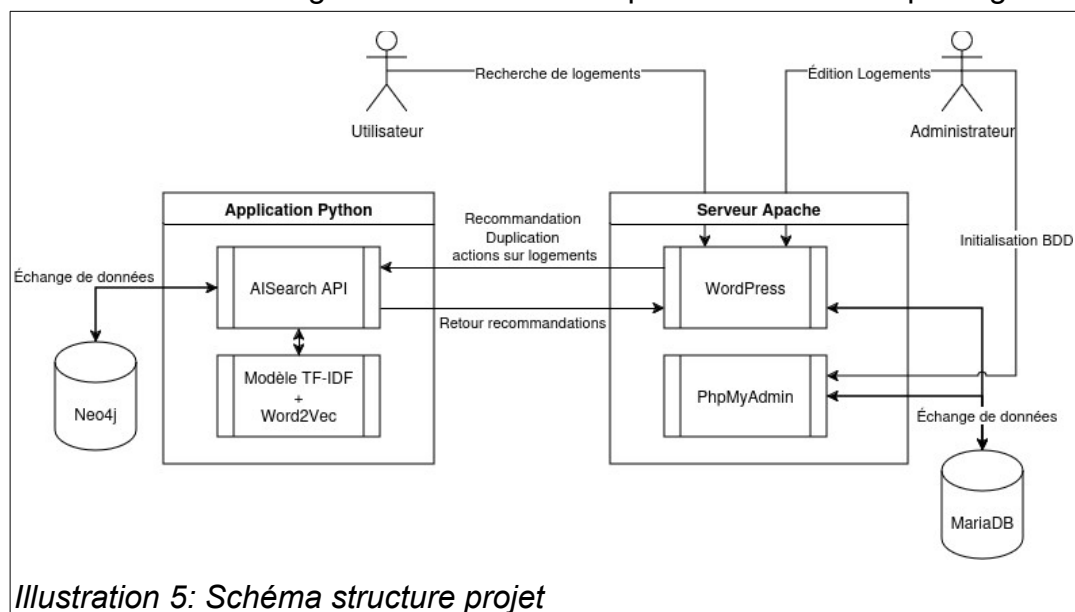 Recherche de logements
Édition Logements
Utilisateur
Administrateur
Application Python
Serveur Apache
Recommandation
Duplication
actions sur logements
Initialisation BDD
Échange de données
AISearch API
WordPress
Retour recommandations
Modèle TF-IDF
+
Word2Vec
Neo4j
PhpMyAdmin
Échange de données
MariaDB
Illustration 5: Schéma structure projet